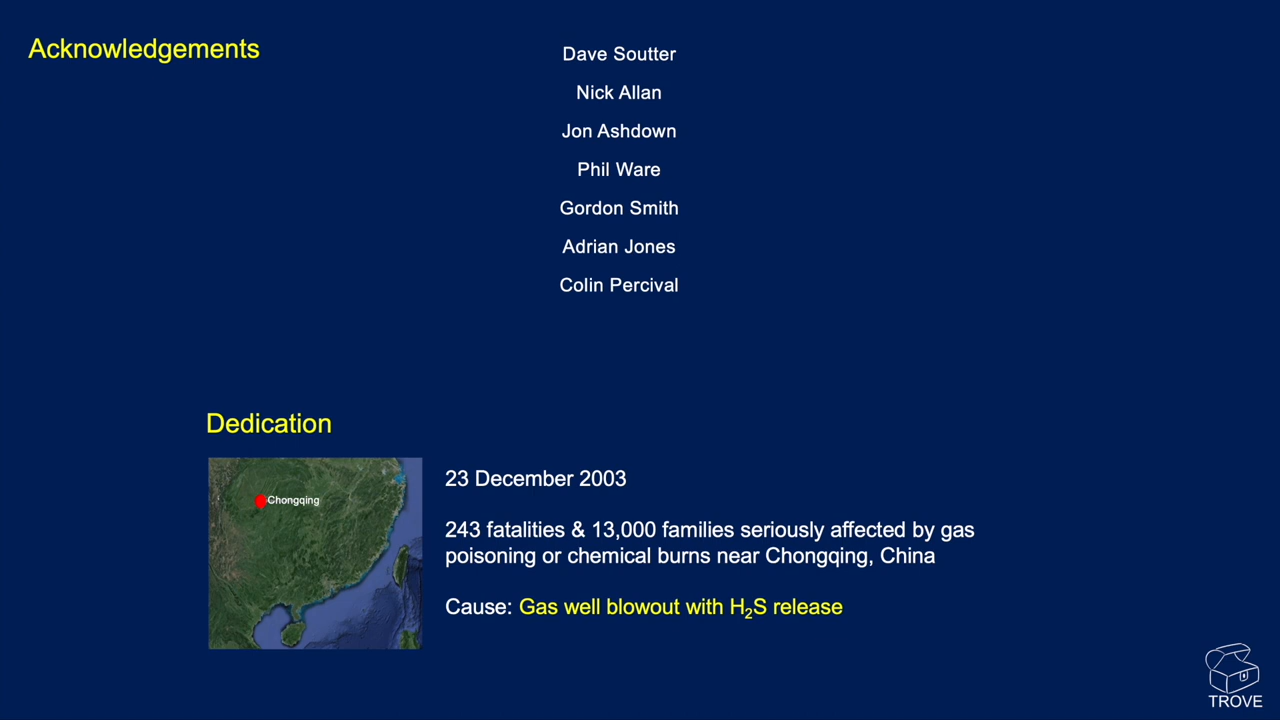 Acknowledgements
Dave Soutter
Nick Allan
Jon Ashdown
Phil Ware
Gordon Smith
Adrian Jones
Colin Percival
Dedication
Chongqing
23 December 2003
243 fatalities & 13,000 families seriously affected by gas
poisoning or chemical burns near Chongqing, China
Cause: Gas well blowout with H₂S release
TROVE